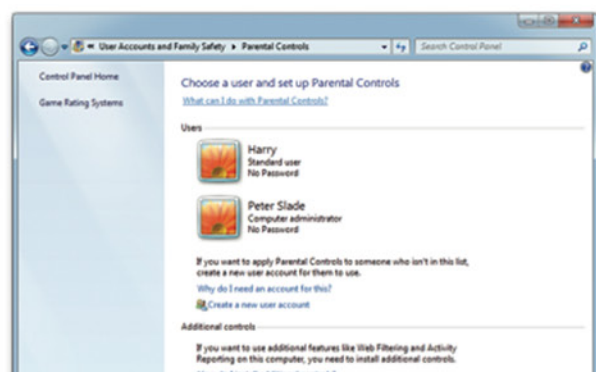 User Accounts and Family Safety Parental Controls Search Control Panel
Control Panel Home
Game Rating Systems
Choose a user and set up Parental Controls
What can I do with Parental Controls?
Users
Harry
Standard user
No Password
Peter Slade
Computer administrator
No Password
If you want to apply Parental Controls to someone who isn't in this list,
create a new user account for them to use.
Why do I need an account for this?
Create a new user account
Additional controls
If you want to use additional features like Web Filtering and Activity
Reporting on this computer, you need to install additional controls.